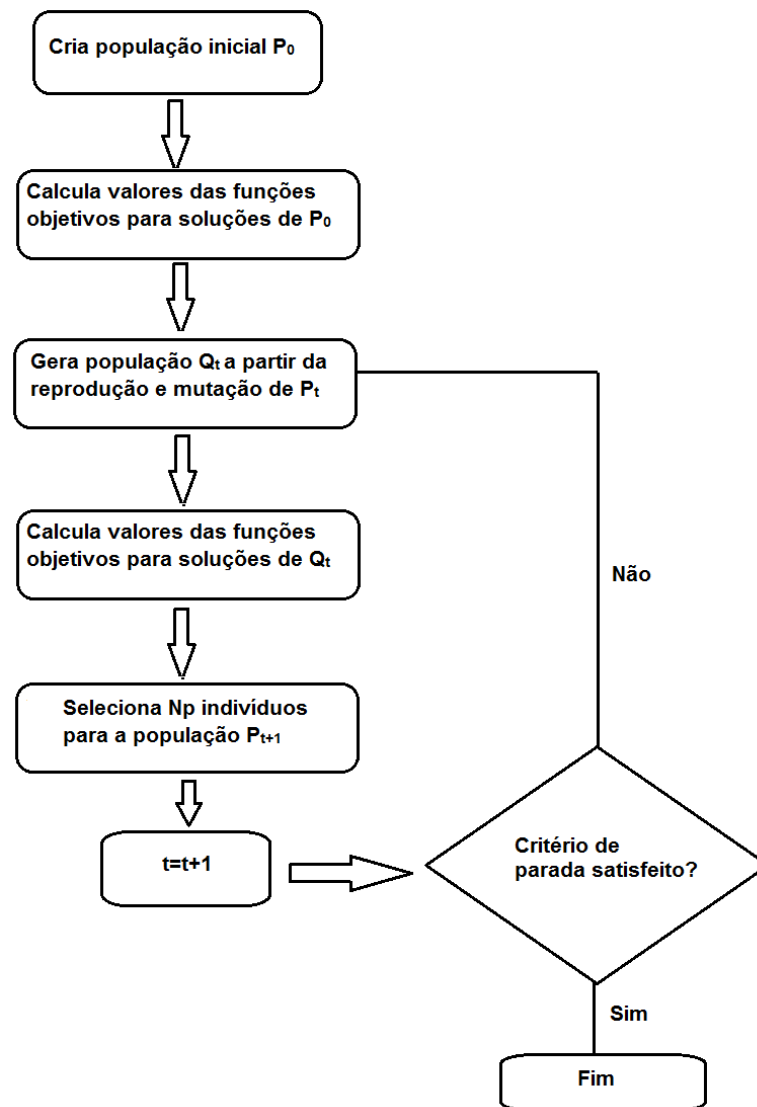 Cria população inicial P₀
Calcula valores das funções
objetivos para soluções de P₀
Gera população Qₜ a partir da
reprodução e mutação de Pₜ
Calcula valores das funções
objetivos para soluções de Qₜ
Não
Seleciona Np indivíduos
para a população Pₜ₊₁
t=t+1
Critério de
parada satisfeito?
Sim
Fim